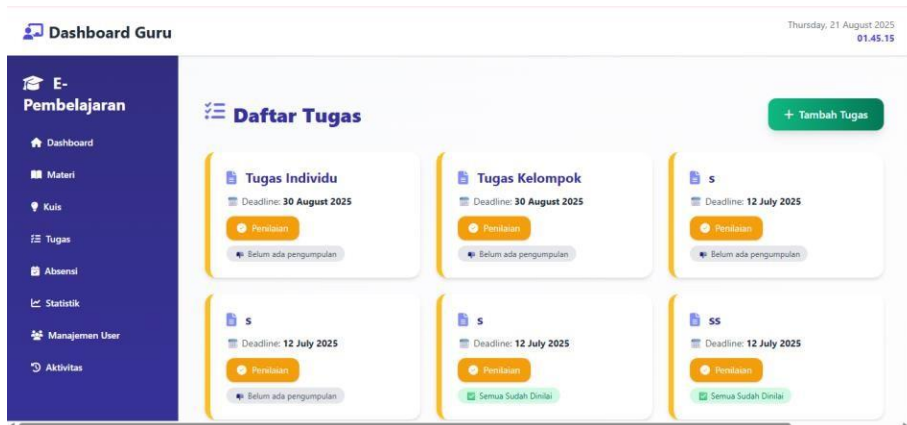 Dashboard Guru
Thursday, 21 August 2025
01.45.15
E-
Pembelajaran
Dashboard
Materi
Kuis
Tugas
Absensi
Statistik
Manajemen User
Aktivitas
Daftar Tugas
+ Tambah Tugas
Tugas Individu
Deadline: 30 August 2025
Penilaian
Belum ada pengumpulan
Tugas Kelompok
Deadline: 30 August 2025
Penilaian
Belum ada pengumpulan
s
Deadline: 12 July 2025
Penilaian
Belum ada pengumpulan
s
Deadline: 12 July 2025
Penilaian
Belum ada pengumpulan
s
Deadline: 12 July 2025
Penilaian
Semua Sudah Dinilai
ss
Deadline: 12 July 2025
Penilaian
Semua Sudah Dinilai